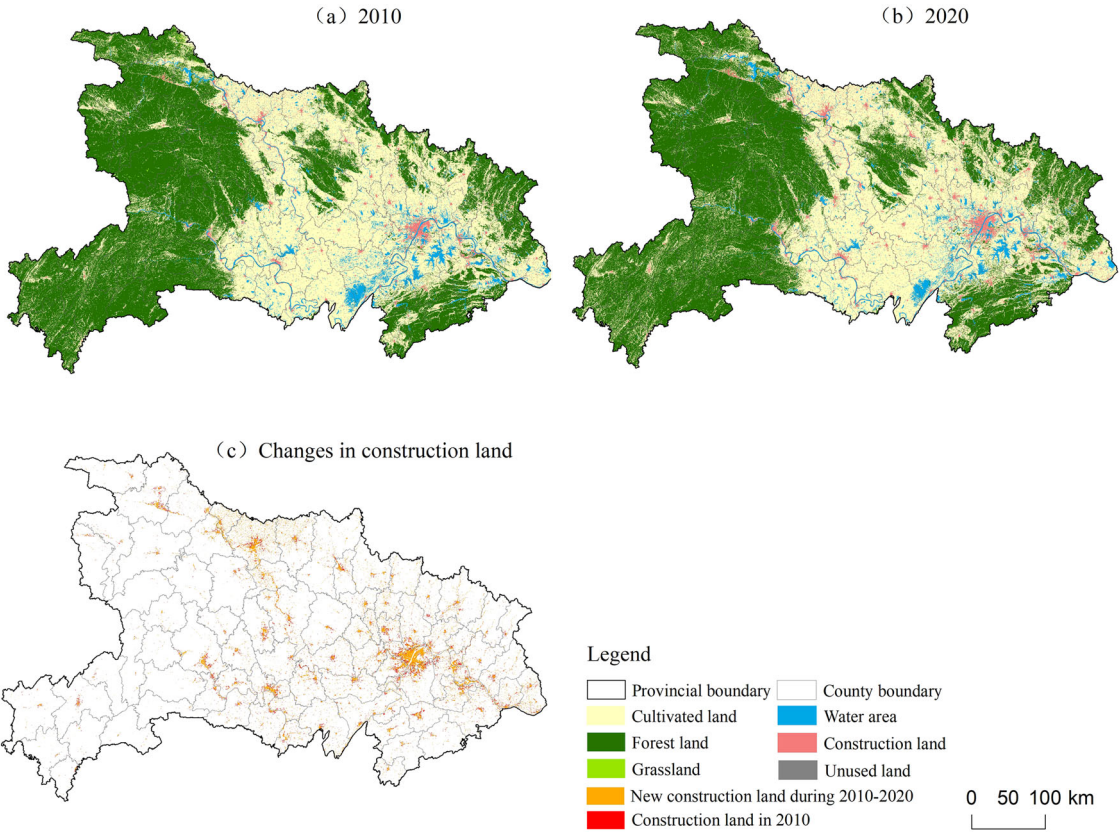 （a）2010
（b）2020
（c）Changes in construction land
Legend
Provincial boundary
County boundary
Cultivated land
Water area
Forest land
Construction land
Grassland
Unused land
New construction land during 2010-2020
Construction land in 2010
0 50 100 km